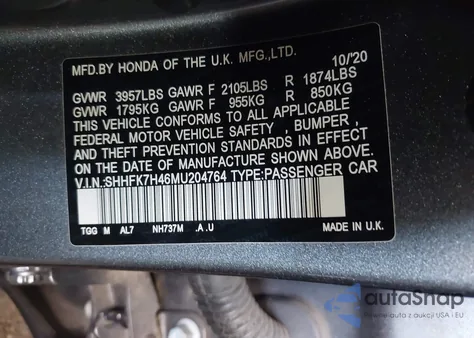 MFD.BY HONDA OF THE U.K. MFG.,LTD. 10/'20
GVWR 3957LBS GAWR F 2105LBS R 1874LBS
GVWR 1795KG GAWR F 955KG R 850KG
THIS VEHICLE CONFORMS TO ALL APPLICABLE
FEDERAL MOTOR VEHICLE SAFETY , BUMPER ,
AND THEFT PREVENTION STANDARDS IN EFFECT
ON THE DATE OF MANUFACTURE SHOWN ABOVE.
V.I.N.:SHHFK7H46MU204764 TYPE:PASSENGER CAR
TGG M AL7 NH737M .A .U MADE IN U.K.
autaShop